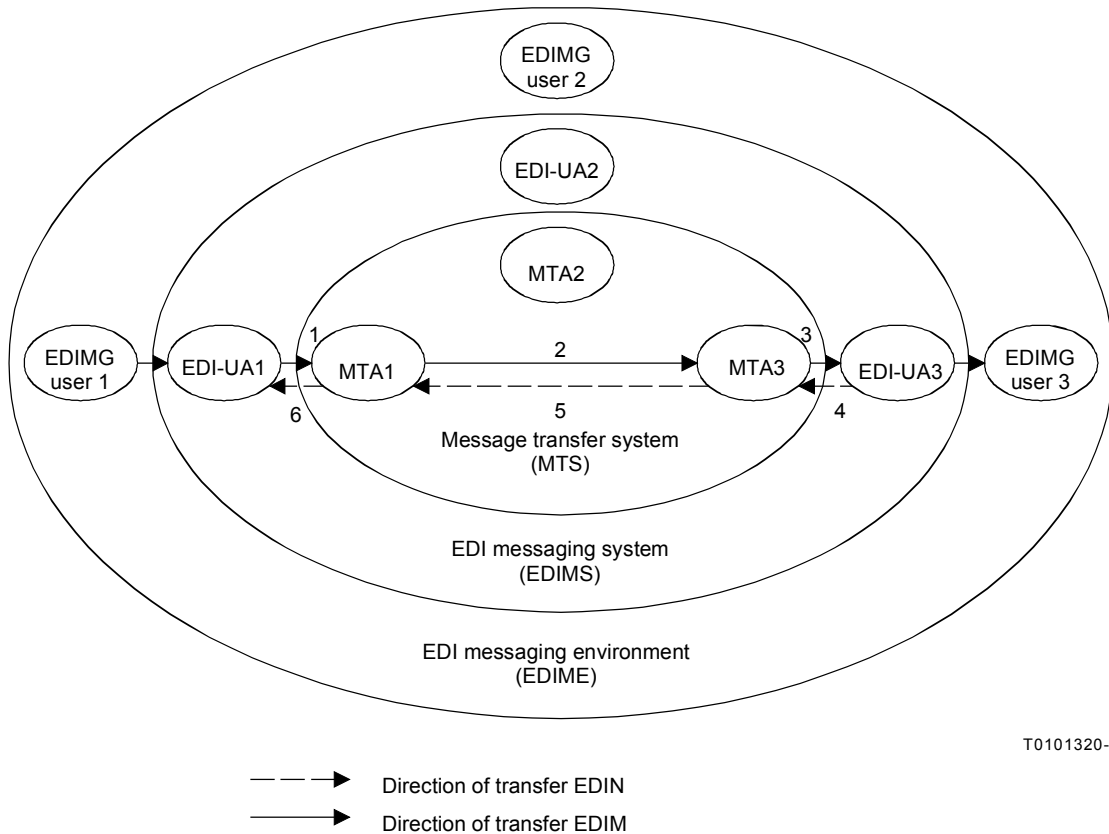 EDIMG
user 2
EDI-UA2
MTA2
EDIMG
user 1
EDI-UA1
1
MTA1
2
MTA3
3
EDI-UA3
EDIMG
user 3
6
5
4
Message transfer system
(MTS)
EDI messaging system
(EDIMS)
EDI messaging environment
(EDIME)
T0101320-
Direction of transfer EDIN
Direction of transfer EDIM